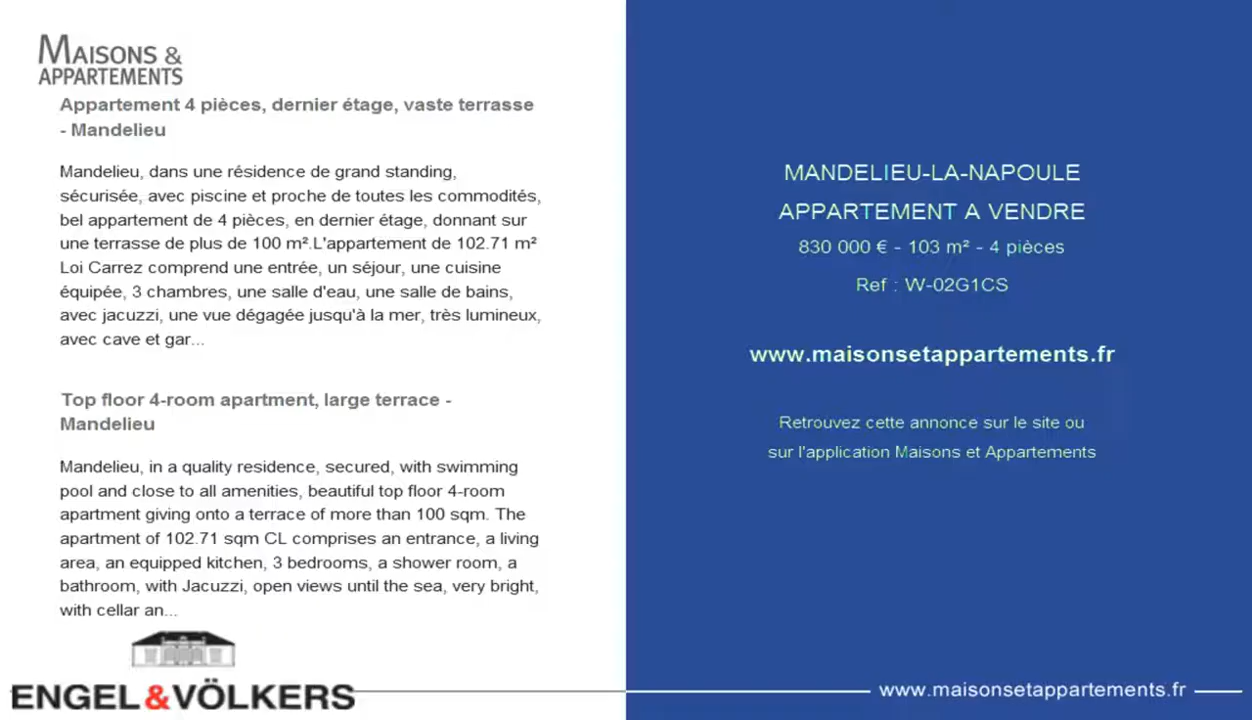 MAISONS &
APPARTEMENTS
Appartement 4 pièces, dernier étage, vaste terrasse
- Mandelieu
Mandelieu, dans une résidence de grand standing,
sécurisée, avec piscine et proche de toutes les commodités,
bel appartement de 4 pièces, en dernier étage, donnant sur
une terrasse de plus de 100 m².L'appartement de 102.71 m²
Loi Carrez comprend une entrée, un séjour, une cuisine
équipée, 3 chambres, une salle d'eau, une salle de bains,
avec jacuzzi, une vue dégagée jusqu'à la mer, très lumineux,
avec cave et gar...
Top floor 4-room apartment, large terrace -
Mandelieu
Mandelieu, in a quality residence, secured, with swimming
pool and close to all amenities, beautiful top floor 4-room
apartment giving onto a terrace of more than 100 sqm. The
apartment of 102.71 sqm CL comprises an entrance, a living
area, an equipped kitchen, 3 bedrooms, a shower room, a
bathroom, with Jacuzzi, open views until the sea, very bright,
with cellar an...
ENGEL&VÖLKERS
MANDELIEU-LA-NAPOULE
APPARTEMENT A VENDRE
830 000 € - 103 m² - 4 pièces
Ref : W-02G1CS
www.maisonsetappartements.fr
Retrouvez cette annonce sur le site ou
sur l'application Maisons et Appartements
www.maisonsetappartements.fr